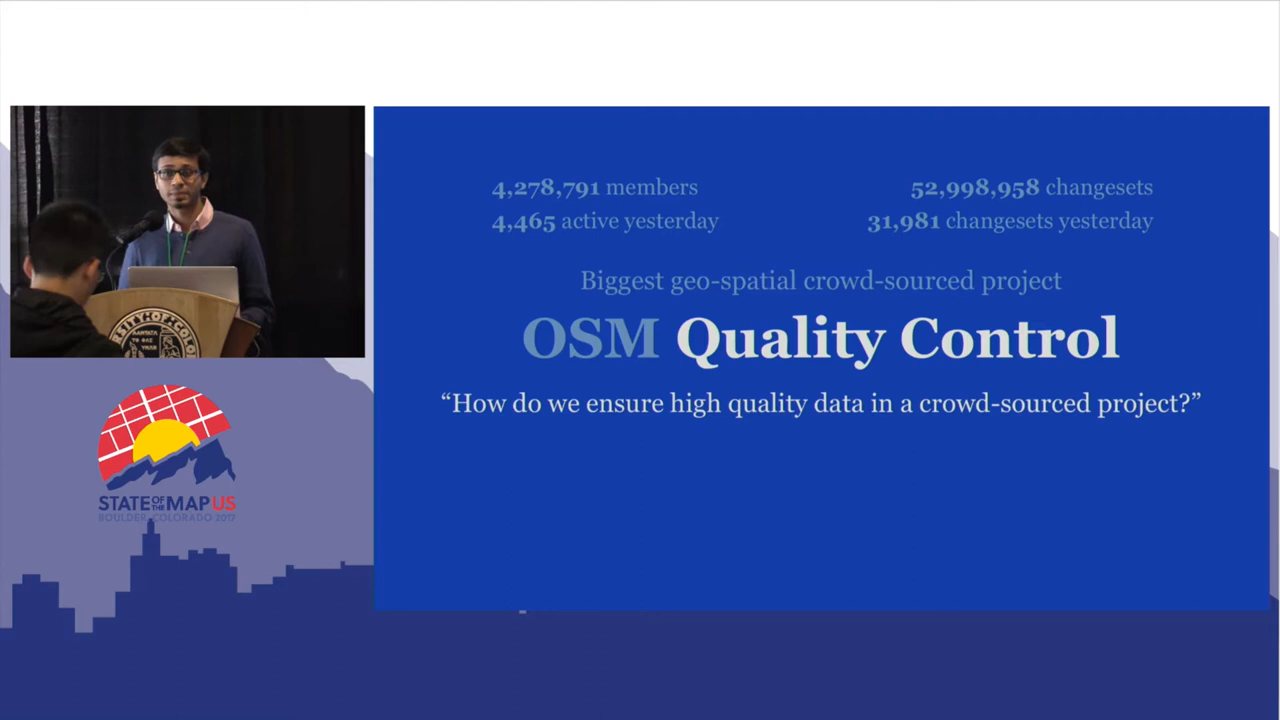 4,278,791 members
4,465 active yesterday
52,998,958 changesets
31,981 changesets yesterday
Biggest geo-spatial crowd-sourced project
OSM Quality Control
“How do we ensure high quality data in a crowd-sourced project?”
STATE OF THE MAP US
BOULDER, COLORADO 2017